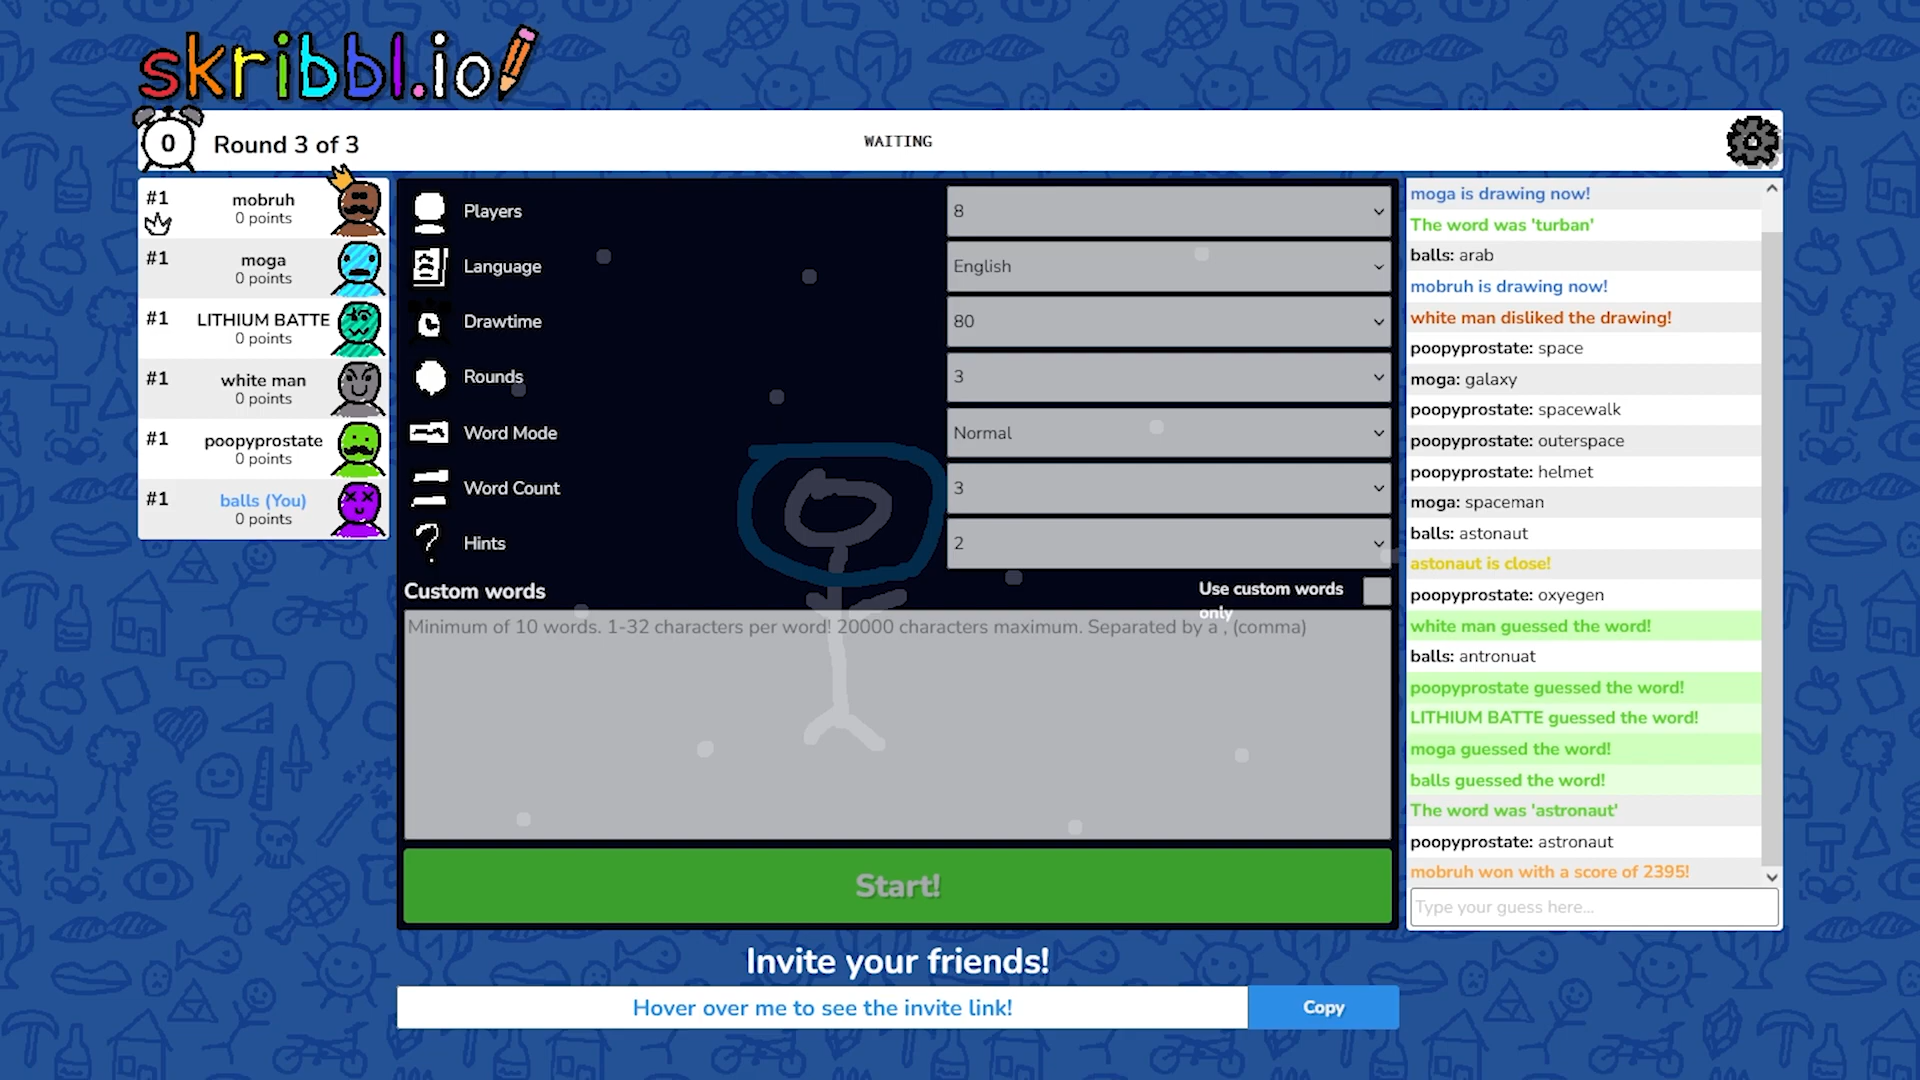 skribbl.io
0
Round 3 of 3
WAITING
#1
mobruh
0 points
#1
moga
0 points
#1
LITHIUM BATTE
0 points
#1
white man
0 points
#1
poopyprostate
0 points
#1
balls (You)
0 points
Players
8
Language
English
Drawtime
80
Rounds
3
Word Mode
Normal
Word Count
3
Hints
2
Custom words
Use custom words
only
Minimum of 10 words. 1-32 characters per word! 20000 characters maximum. Separated by a , (comma)
Start!
Invite your friends!
Hover over me to see the invite link!
Copy
moga is drawing now!
The word was 'turban'
balls: arab
mobruh is drawing now!
white man disliked the drawing!
poopyprostate: space
moga: galaxy
poopyprostate: spacewalk
poopyprostate: outerspace
poopyprostate: helmet
moga: spaceman
balls: astonaut
astonaut is close!
poopyprostate: oxyegen
white man guessed the word!
balls: antronuat
poopyprostate guessed the word!
LITHIUM BATTE guessed the word!
moga guessed the word!
balls guessed the word!
The word was 'astronaut'
poopyprostate: astronaut
mobruh won with a score of 2395!
Type your guess here...